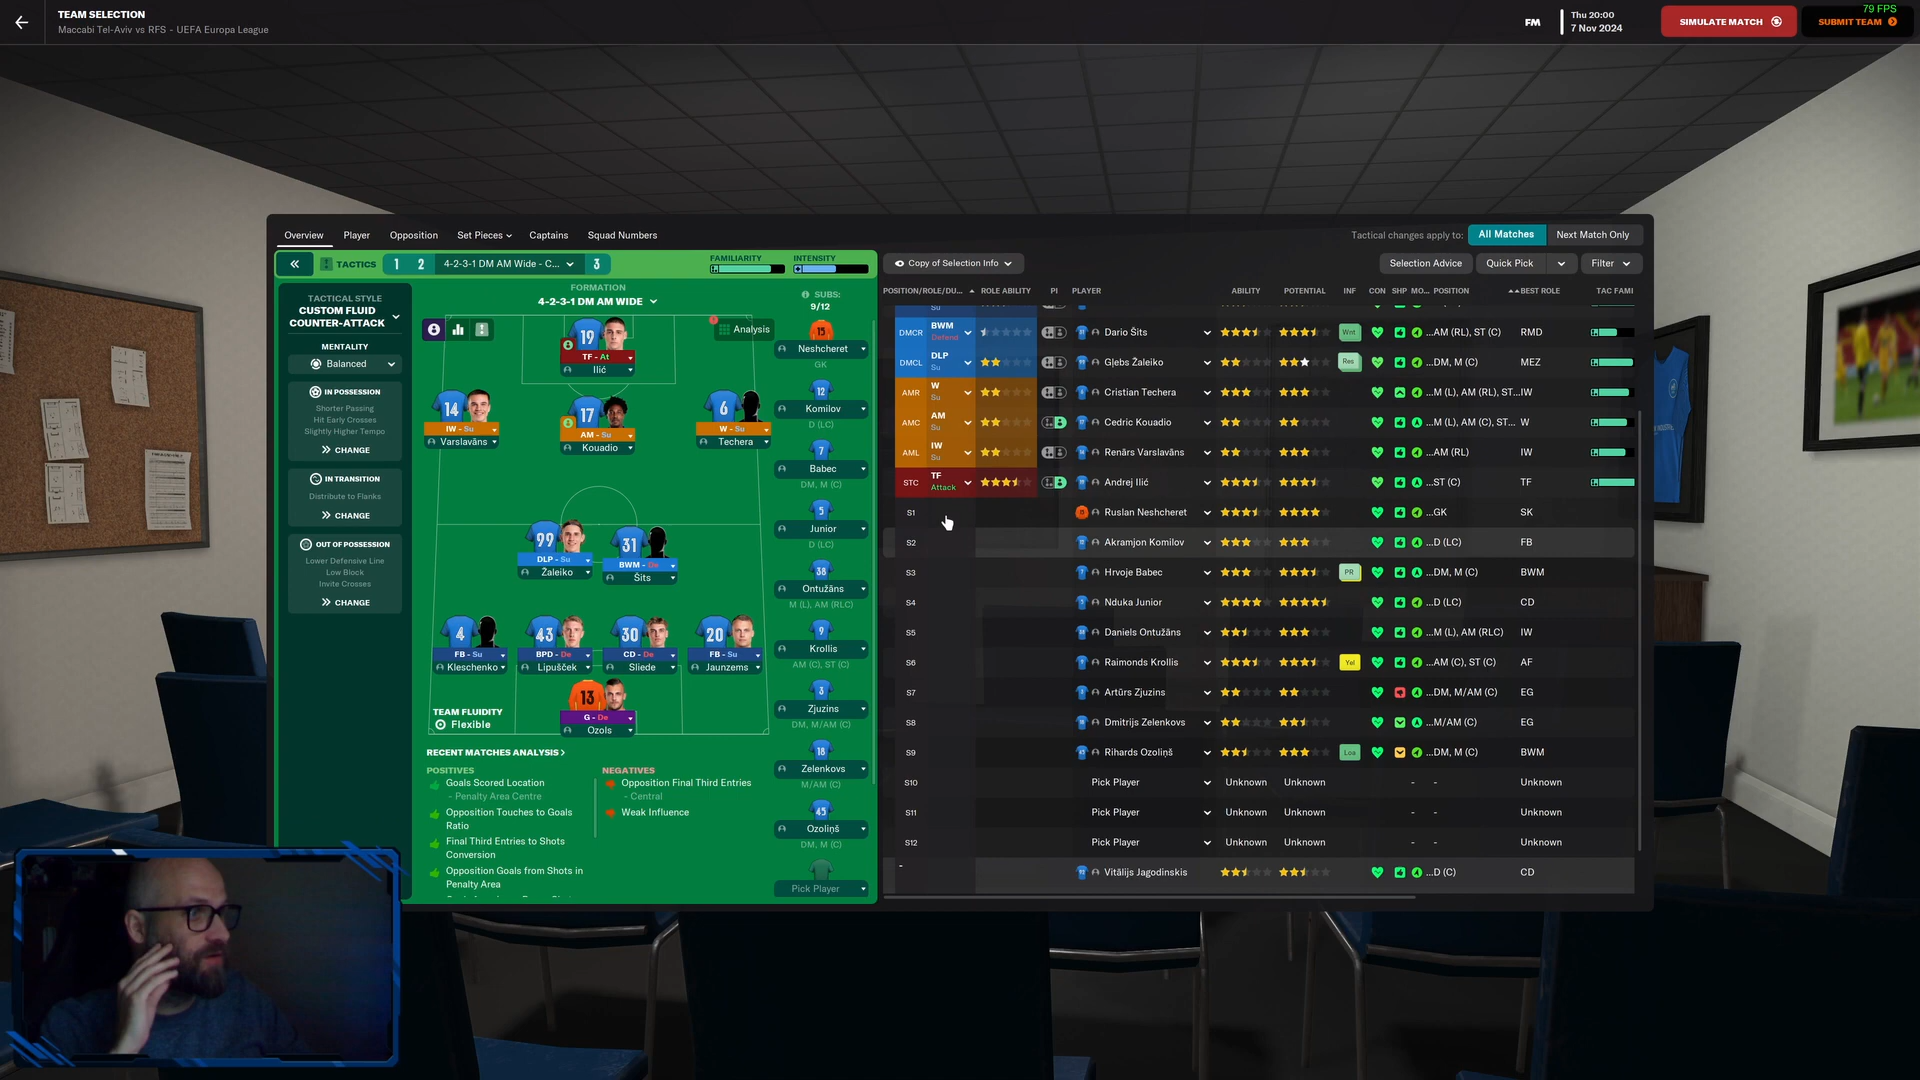 TEAM SELECTION
Maccabi Tel-Aviv vs RFS - UEFA Europa League
FM
Thu 20:00
7 Nov 2024
SIMULATE MATCH
79 FPS
SUBMIT TEAM
Overview Player Opposition Set Pieces Captains Squad Numbers
Tactical changes apply to: All Matches Next Match Only
TACTICS 1 2 4-2-3-1 DM AM Wide - C... 3
FAMILIARITY INTENSITY
Copy of Selection Info
Selection Advice Quick Pick Filter
TACTICAL STYLE
CUSTOM FLUID
COUNTER-ATTACK
MENTALITY
Balanced
IN POSSESSION
Shorter Passing
Hit Early Crosses
Slightly Higher Tempo
CHANGE
IN TRANSITION
Distribute to Flanks
CHANGE
OUT OF POSSESSION
Lower Defensive Line
Low Block
Invite Crosses
CHANGE
FORMATION
4-2-3-1 DM AM WIDE
Analysis
19
TF - At
Ilić
14
IW - Su
Varslavāns
17
AM - Su
Kouadio
6
W - Su
Techera
99
DLP - Su
Žaleiko
31
BWM - De
Šits
4
FB - Su
Kleschenko
43
BPD - De
Lipušček
30
CD - De
Sliede
20
FB - Su
Jaunzems
13
G - De
Ozols
TEAM FLUIDITY
Flexible
RECENT MATCHES ANALYSIS
POSITIVES
Goals Scored Location
- Penalty Area Centre
Opposition Touches to Goals
Ratio
Final Third Entries to Shots
Conversion
Opposition Goals from Shots in
Penalty Area
NEGATIVES
Opposition Final Third Entries
- Central
Weak Influence
SUBS:
9/12
15
Neshcheret
GK
12
Komilov
D (LC)
7
Babec
DM, M (C)
5
Junior
D (LC)
38
Ontužāns
M (L), AM (RLC)
9
Krollis
AM (C), ST (C)
3
Zjuzins
DM, M/AM (C)
18
Zelenkovs
M/AM (C)
45
Ozoliņš
DM, M (C)
Pick Player
POSITION/ROLE/DU... ROLE ABILITY PI PLAYER ABILITY POTENTIAL INF CON SHP MO... POSITION BEST ROLE TAC FAMI
Su
DMCR BWM Defend Dario Šits Wnt ...AM (RL), ST (C) RMD
DMCL DLP Su Gļebs Žaleiko Res ...DM, M (C) MEZ
AMR W Su Cristian Techera ...M (L), AM (RL), ST... IW
AMC AM Su Cedric Kouadio ...M (L), AM (C), ST... W
AML IW Su Renārs Varslavāns ...AM (RL) IW
STC TF Attack Andrej Ilić ...ST (C) TF
S1 Ruslan Neshcheret ...GK SK
S2 Akramjon Komilov ...D (LC) FB
S3 Hrvoje Babec PR ...DM, M (C) BWM
S4 Nduka Junior ...D (LC) CD
S5 Daniels Ontužāns ...M (L), AM (RLC) IW
S6 Raimonds Krollis Yel ...AM (C), ST (C) AF
S7 Artūrs Zjuzins ...DM, M/AM (C) EG
S8 Dmitrijs Zelenkovs ...M/AM (C) EG
S9 Rihards Ozoliņš Loa ...DM, M (C) BWM
S10 Pick Player Unknown Unknown - - Unknown
S11 Pick Player Unknown Unknown - - Unknown
S12 Pick Player Unknown Unknown - - Unknown
- Vitālijs Jagodinskis ...D (C) CD